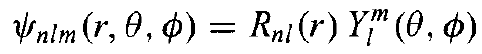 ψ_{nlm}(r, θ, ϕ) = R_{nl}(r) Y_l^m(θ, ϕ)